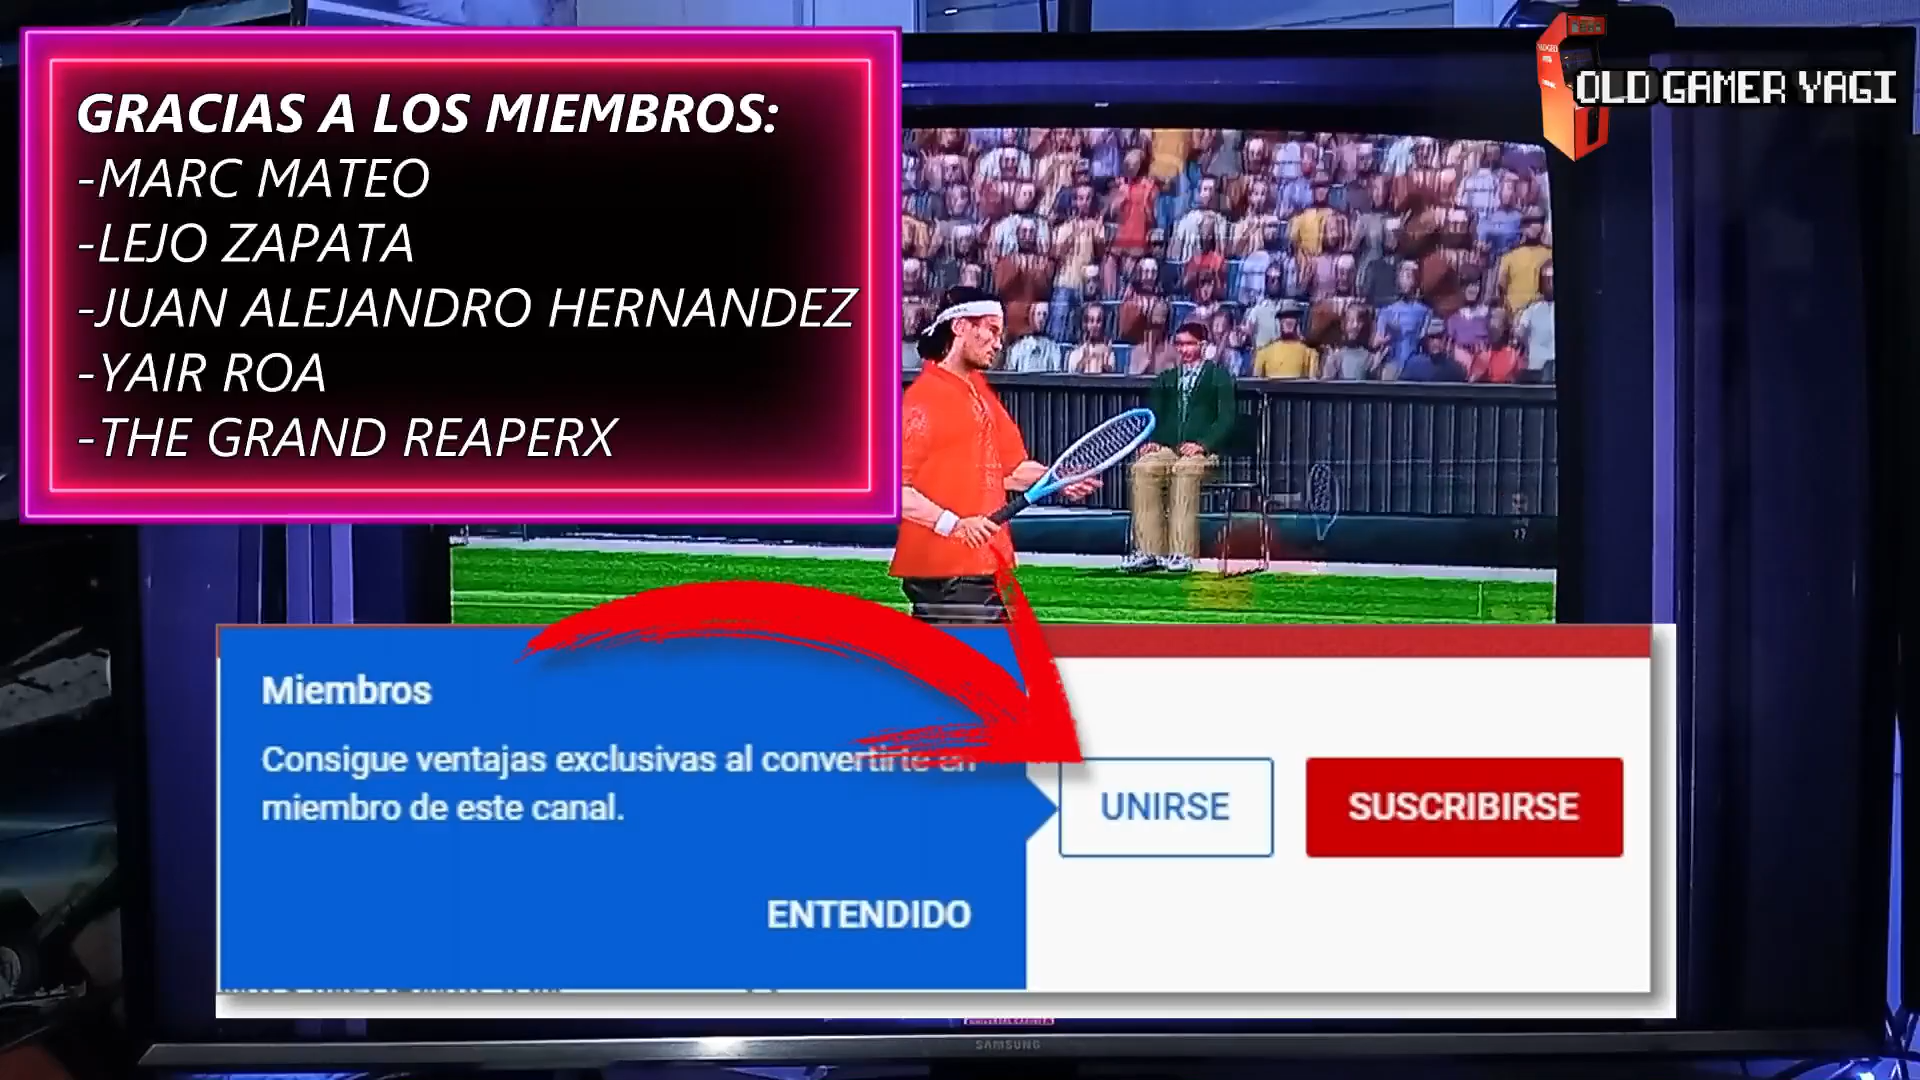 GRACIAS A LOS MIEMBROS:
-MARC MATEO
-LEJO ZAPATA
-JUAN ALEJANDRO HERNANDEZ
-YAIR ROA
-THE GRAND REAPERX
OLD GAMER YAGI
Miembros
Consigue ventajas exclusivas al convertirte en
miembro de este canal.
ENTENDIDO
UNIRSE
SUSCRIBIRSE
SAMSUNG